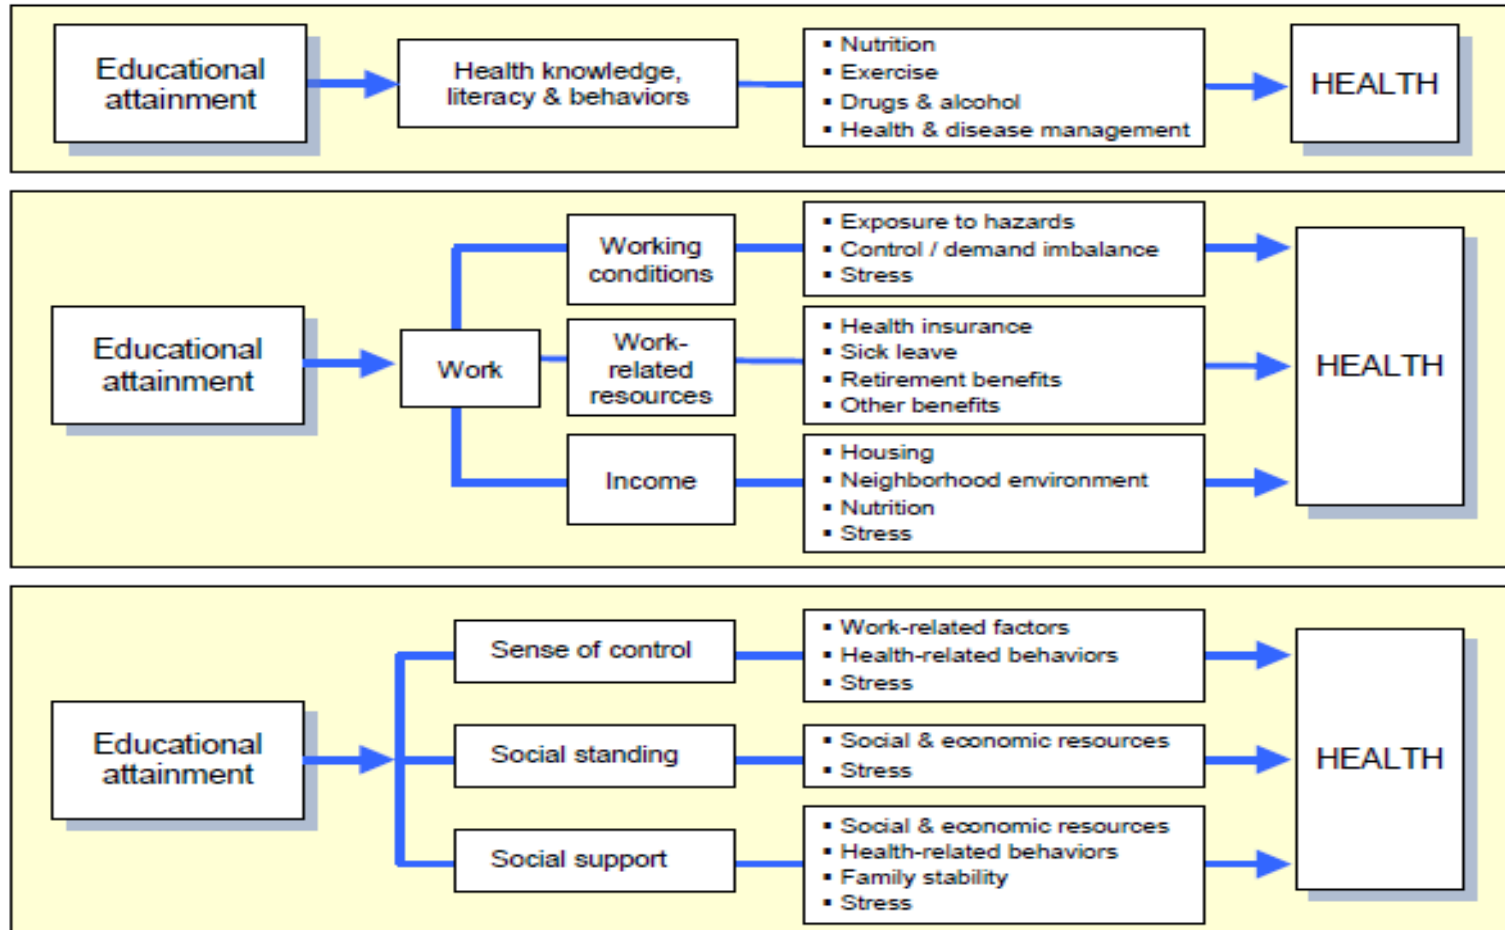 Educational
attainment
Health knowledge,
literacy & behaviors
▪ Nutrition
▪ Exercise
▪ Drugs & alcohol
▪ Health & disease management
HEALTH
Educational
attainment
Work
Working
conditions
▪ Exposure to hazards
▪ Control / demand imbalance
▪ Stress
Work-
related
resources
▪ Health insurance
▪ Sick leave
▪ Retirement benefits
▪ Other benefits
Income
▪ Housing
▪ Neighborhood environment
▪ Nutrition
▪ Stress
HEALTH
Educational
attainment
Sense of control
▪ Work-related factors
▪ Health-related behaviors
▪ Stress
Social standing
▪ Social & economic resources
▪ Stress
Social support
▪ Social & economic resources
▪ Health-related behaviors
▪ Family stability
▪ Stress
HEALTH